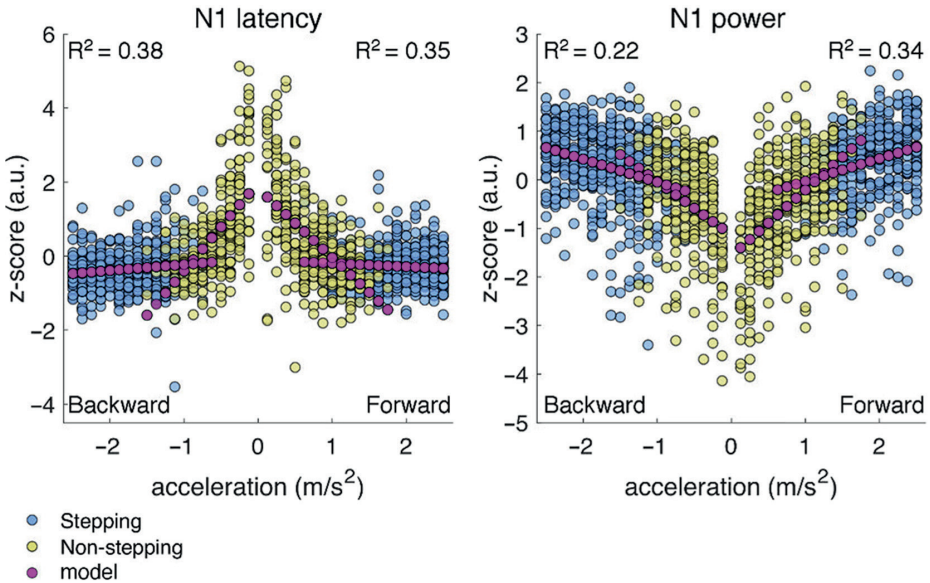 N1 latency
R² = 0.38
R² = 0.35
6
4
2
0
−2
−4
z-score (a.u.)
Backward
Forward
−2 −1 0 1 2
acceleration (m/s²)
N1 power
R² = 0.22
R² = 0.34
3
2
1
0
−1
−2
−3
−4
−5
z-score (a.u.)
Backward
Forward
−2 −1 0 1 2
acceleration (m/s²)
Stepping
Non-stepping
model